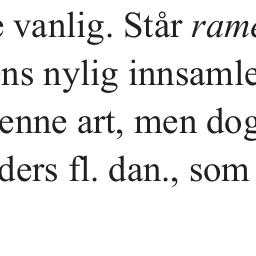 vanlig. Står rame
ns nylig innsamle
enne art, men dog
ders fl. dan., som